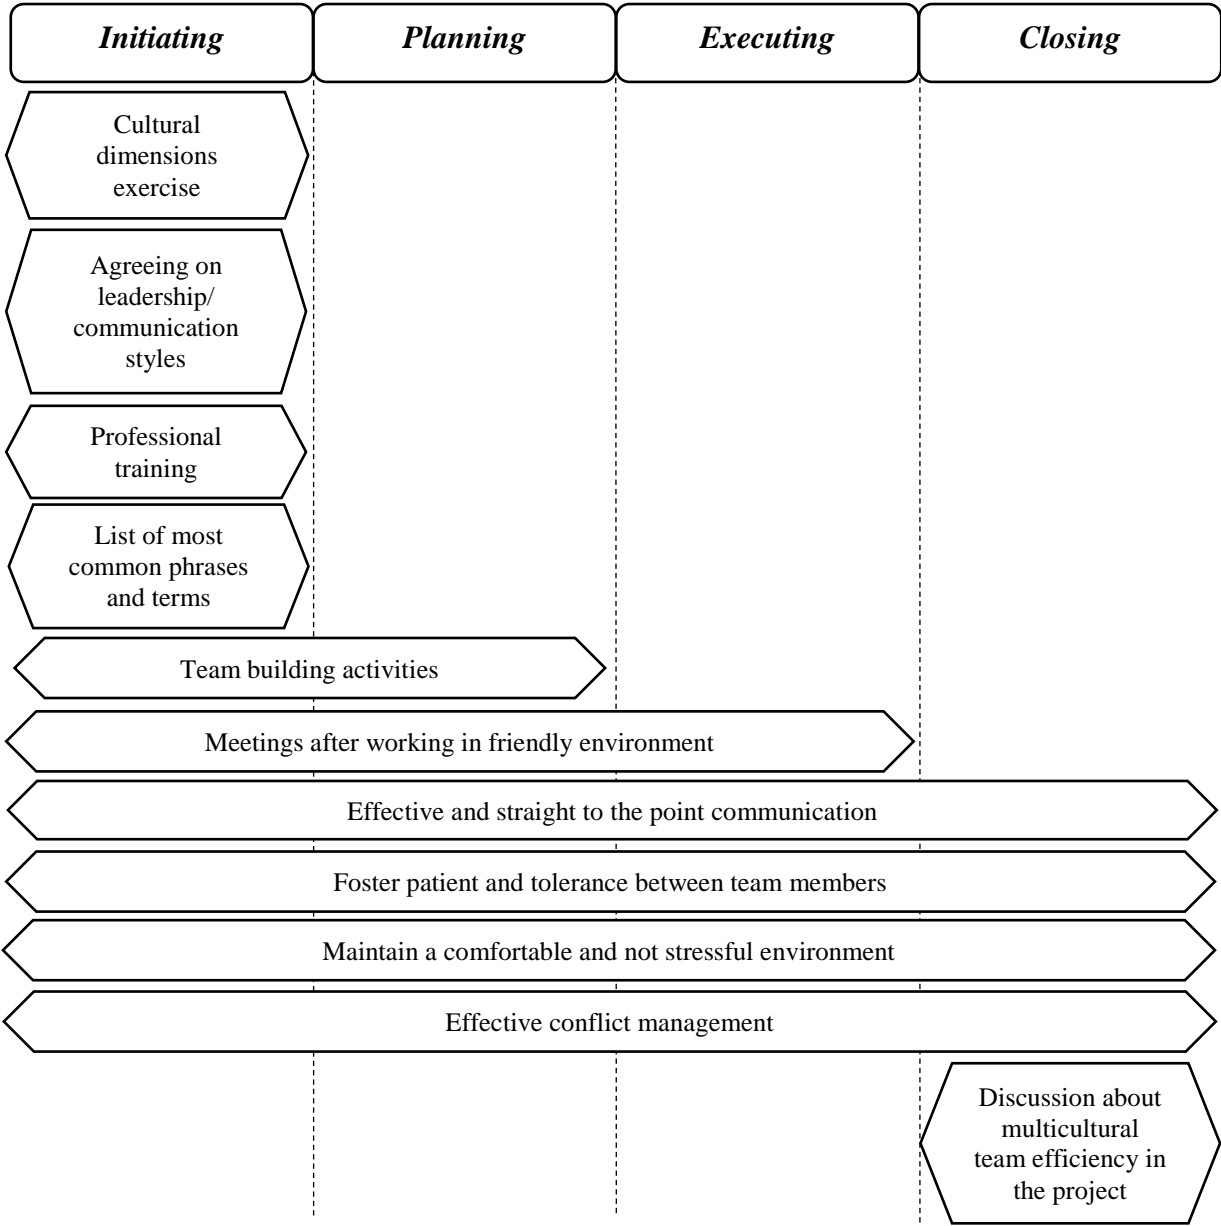 Initiating
Planning
Executing
Closing
Cultural
dimensions
exercise
Agreeing on
leadership/
communication
styles
Professional
training
List of most
common phrases
and terms
Team building activities
Meetings after working in friendly environment
Effective and straight to the point communication
Foster patient and tolerance between team members
Maintain a comfortable and not stressful environment
Effective conflict management
Discussion about
multicultural
team efficiency in
the project